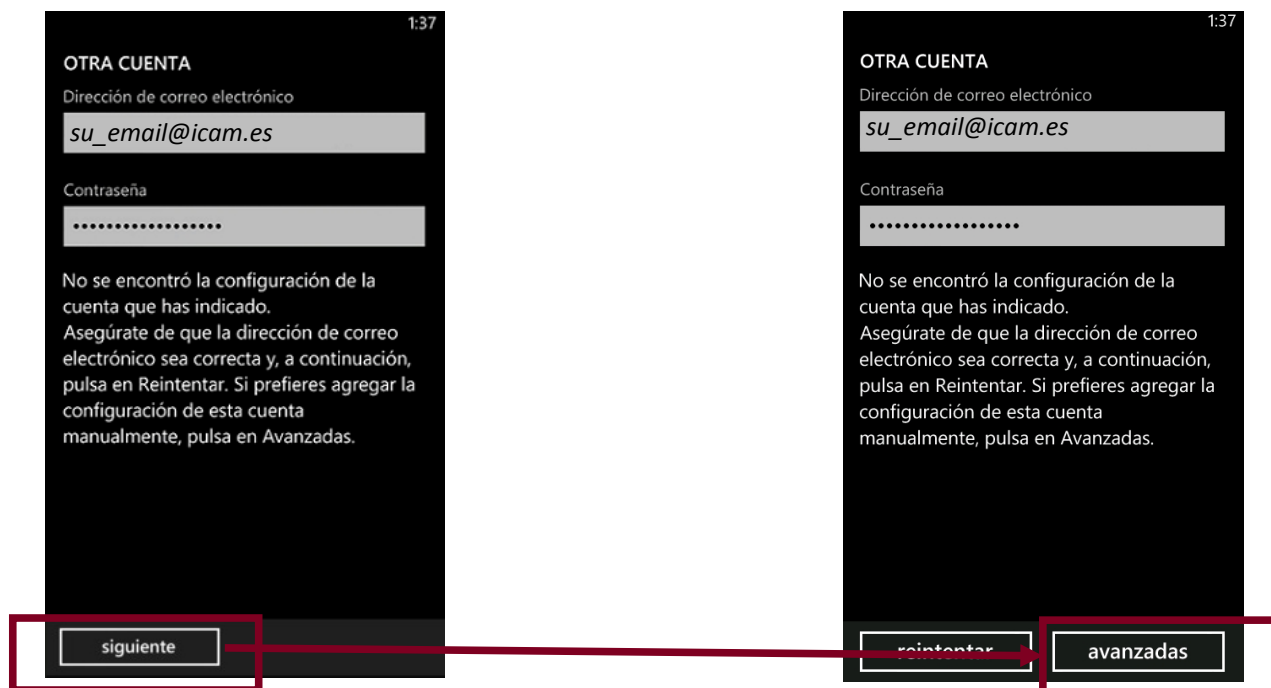 1:37
OTRA CUENTA
Dirección de correo electrónico
su_email@icam.es
Contraseña
••••••••••••••••••
No se encontró la configuración de la
cuenta que has indicado.
Asegúrate de que la dirección de correo
electrónico sea correcta y, a continuación,
pulsa en Reintentar. Si prefieres agregar la
configuración de esta cuenta
manualmente, pulsa en Avanzadas.
siguiente
1:37
OTRA CUENTA
Dirección de correo electrónico
su_email@icam.es
Contraseña
••••••••••••••••••
No se encontró la configuración de la
cuenta que has indicado.
Asegúrate de que la dirección de correo
electrónico sea correcta y, a continuación,
pulsa en Reintentar. Si prefieres agregar la
configuración de esta cuenta
manualmente, pulsa en Avanzadas.
reintentar
avanzadas